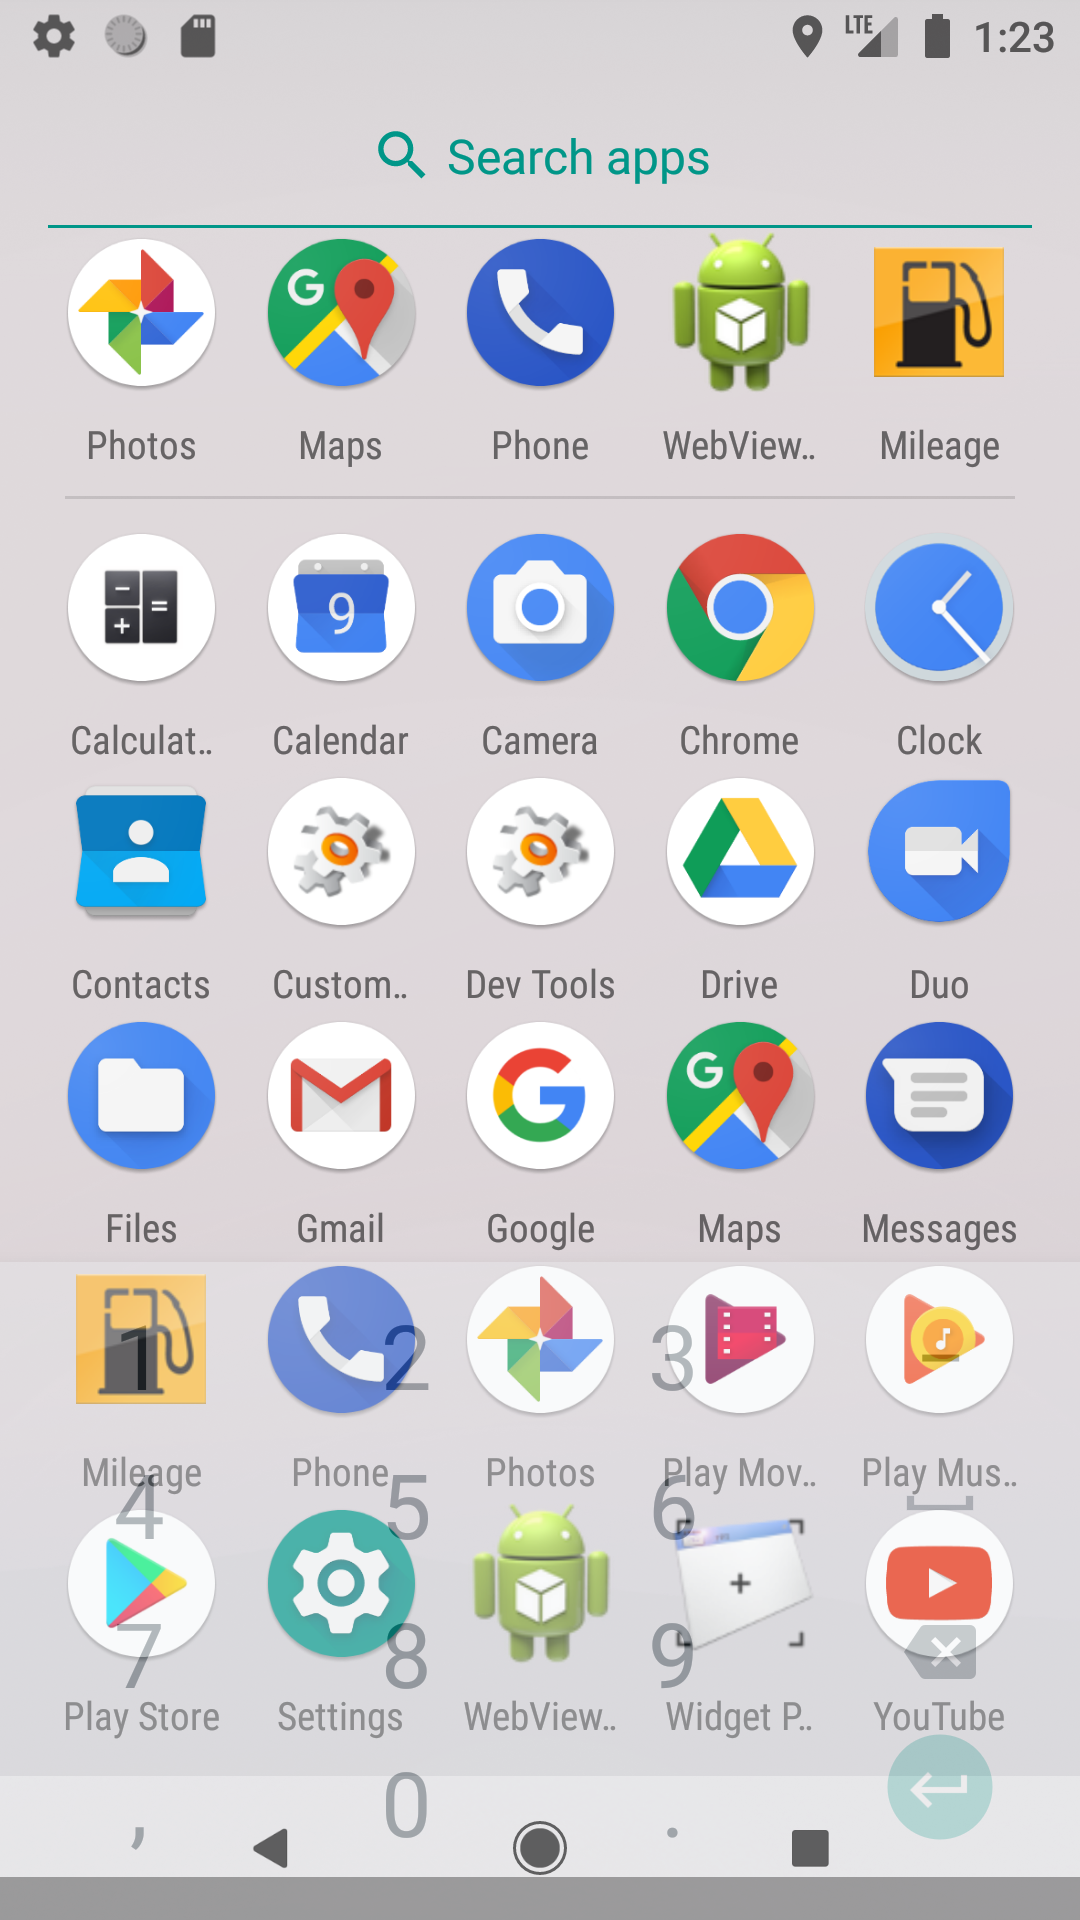 LTE 1:23
Search apps
Photos Maps Phone WebView.. Mileage
Calculat.. Calendar Camera Chrome Clock
Contacts Custom.. Dev Tools Drive Duo
Files Gmail Google Maps Messages
1 2 3
Mileage Phone Photos Play Mov.. Play Mus..
4 5 6
7 8 9
Play Store Settings WebView.. Widget P.. YouTube
, 0 .